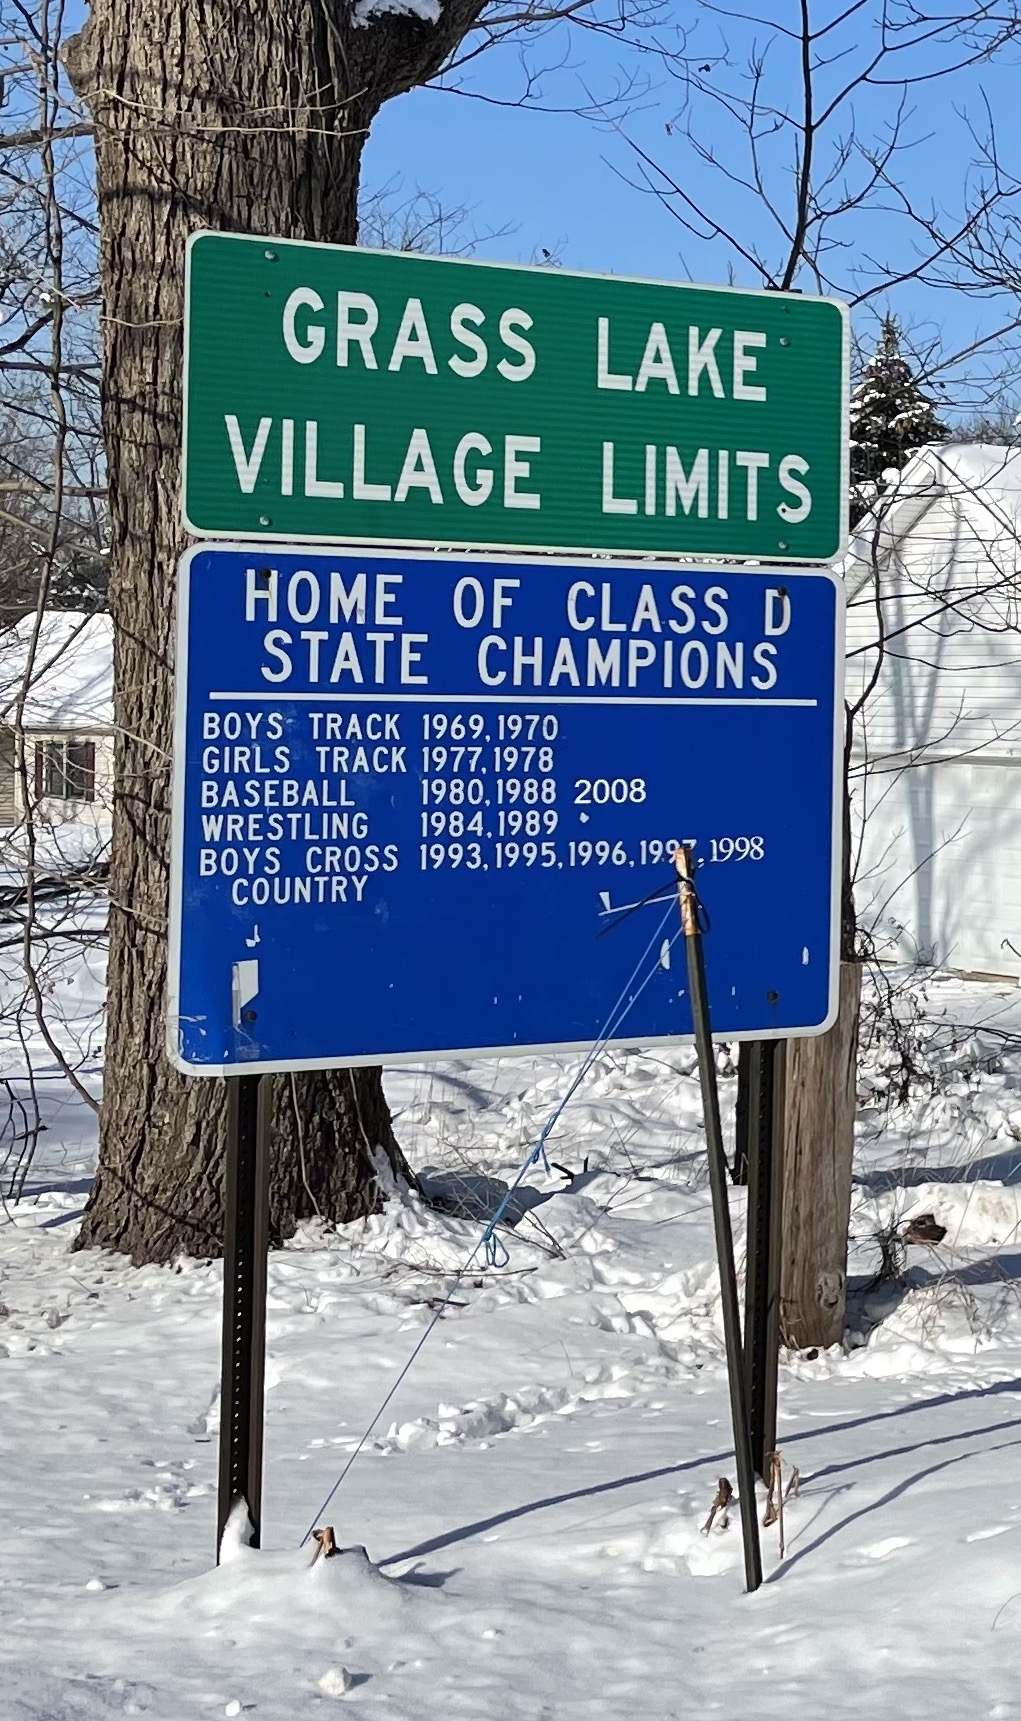 GRASS LAKE
VILLAGE LIMITS
HOME OF CLASS D
STATE CHAMPIONS
BOYS TRACK 1969,1970
GIRLS TRACK 1977,1978
BASEBALL 1980,1988 2008
WRESTLING 1984,1989
BOYS CROSS 1993,1995,1996,1997,1998
COUNTRY